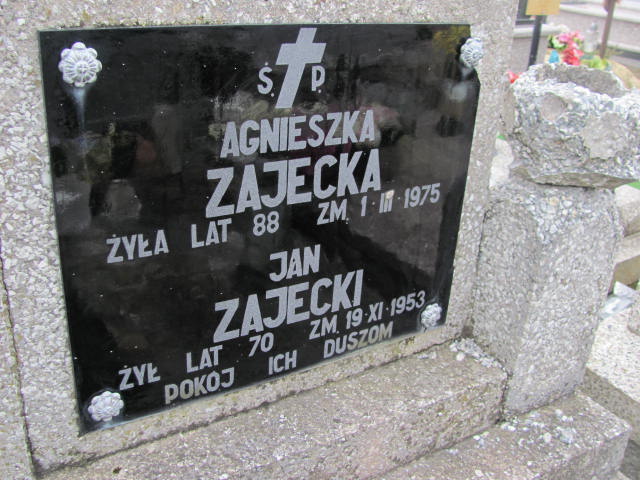 Ś. P.
AGNIESZKA
ZAJECKA
ŻYŁA LAT 88 ZM. 1·III·1975
JAN
ZAJECKI
ŻYŁ LAT 70 ZM. 19·XI·1953
POKÓJ ICH DUSZOM